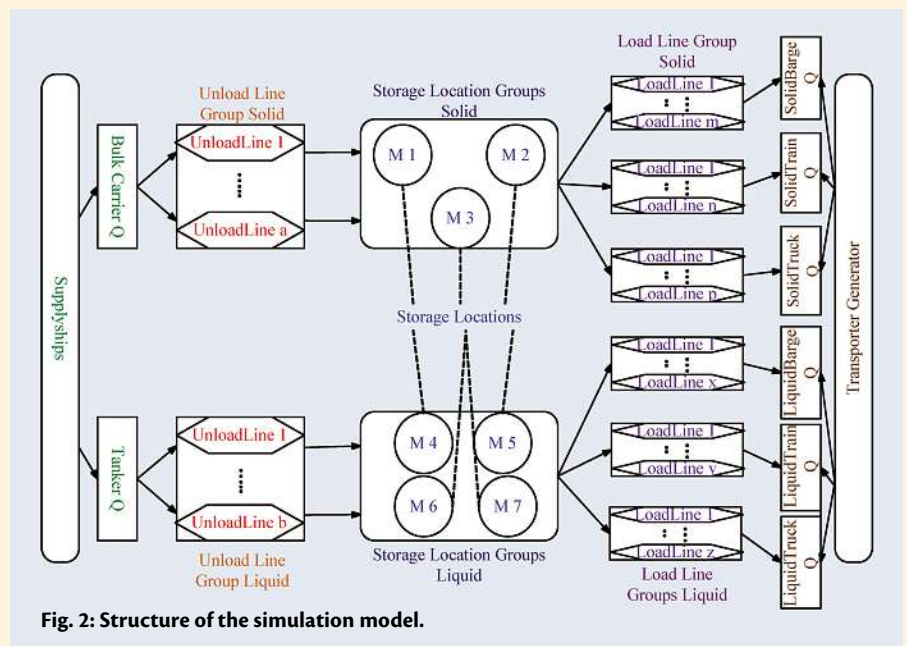 Supplyships
Bulk Carrier Q
Tanker Q
Unload Line
Group Solid
UnloadLine 1
UnloadLine a
Storage Location Groups
Solid
M 1
M 2
M 3
Storage Locations
M 4
M 5
M 6
M 7
Storage Location Groups
Liquid
UnloadLine 1
UnloadLine b
Unload Line
Group Liquid
Load Line Group
Solid
LoadLine 1
LoadLine m
LoadLine 1
LoadLine n
LoadLine 1
LoadLine p
LoadLine 1
LoadLine x
LoadLine 1
LoadLine y
LoadLine 1
LoadLine z
Load Line
Groups Liquid
SolidBarge
Q
SolidTrain
Q
SolidTruck
Q
LiquidBarge
Q
LiquidTrain
Q
LiquidTruck
Q
Transporter Generator
Fig. 2: Structure of the simulation model.